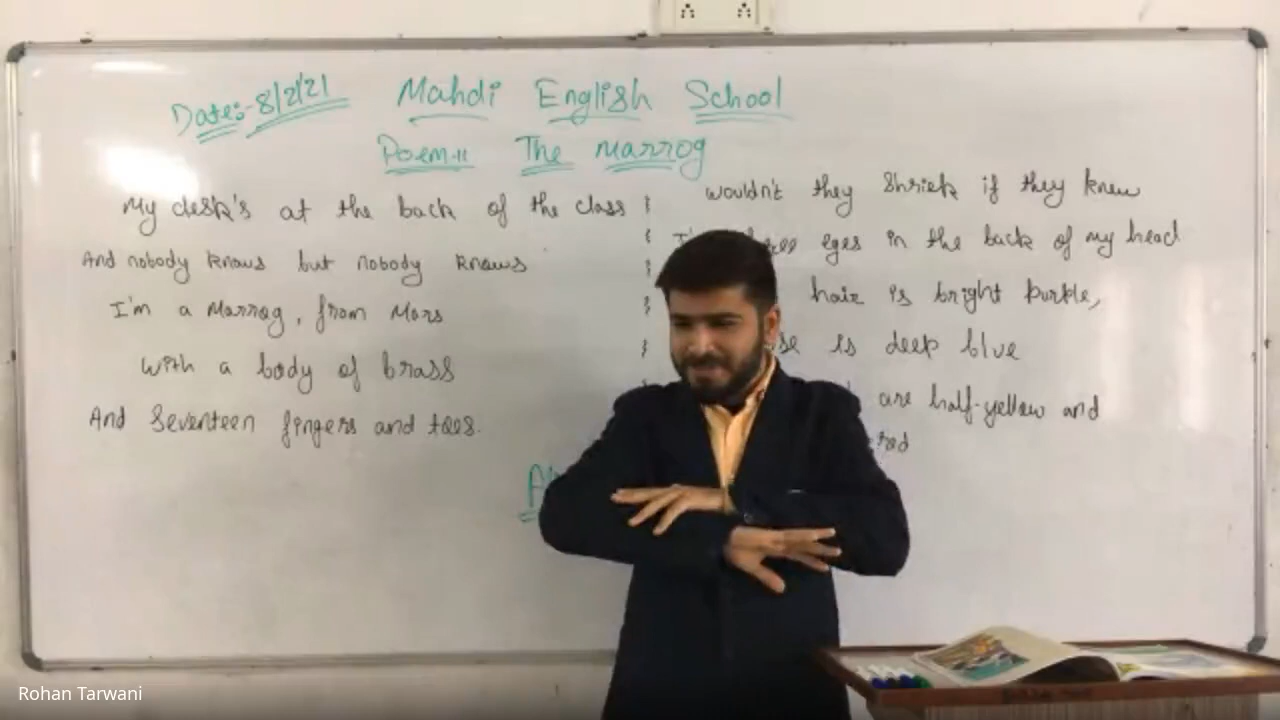 Date:-8/2/21 Mahdi English School
Poem:11 The Marrog
My desk's at the back of the class
And nobody knows but nobody knows
I'm a Marrog, from Mars
With a body of brass
And Seventeen fingers and toes.
wouldn't they Shriek if they knew
eyes in the back of my head
hair is bright purple,
is deep blue
are half-yellow and
red
Rohan Tarwani